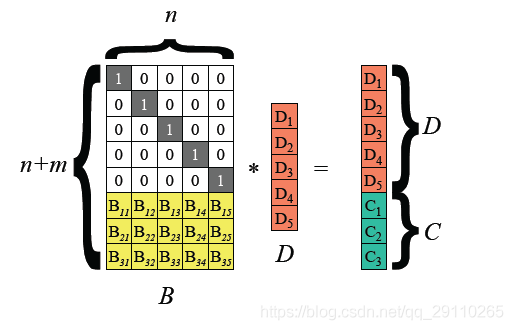 n
n+m
1 0 0 0 0
0 1 0 0 0
0 0 1 0 0
0 0 0 1 0
0 0 0 0 1
B11 B12 B13 B14 B15
B21 B22 B23 B24 B25
B31 B32 B33 B34 B35
B
*
D1
D2
D3
D4
D5
D
=
D1
D2
D3
D4
D5
C1
C2
C3
D
C
https://blog.csdn.net/qq_29110265